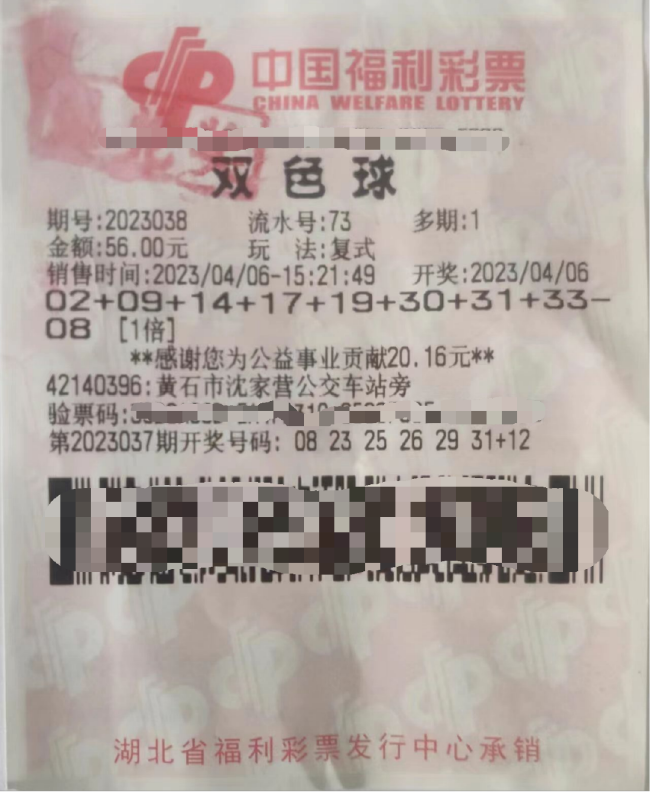 中国福利彩票
CHINA WELFARE LOTTERY
双色球
期号:2023038 流水号:73 多期:1
金额:56.00元 玩 法:复式
销售时间:2023/04/06-15:21:49 开奖:2023/04/06
02+09+14+17+19+30+31+33-
08 [1倍]
**感谢您为公益事业贡献20.16元**
42140396:黄石市沈家营公交车站旁
验票码:
第2023037期开奖号码: 08 23 25 26 29 31+12
湖北省福利彩票发行中心承销